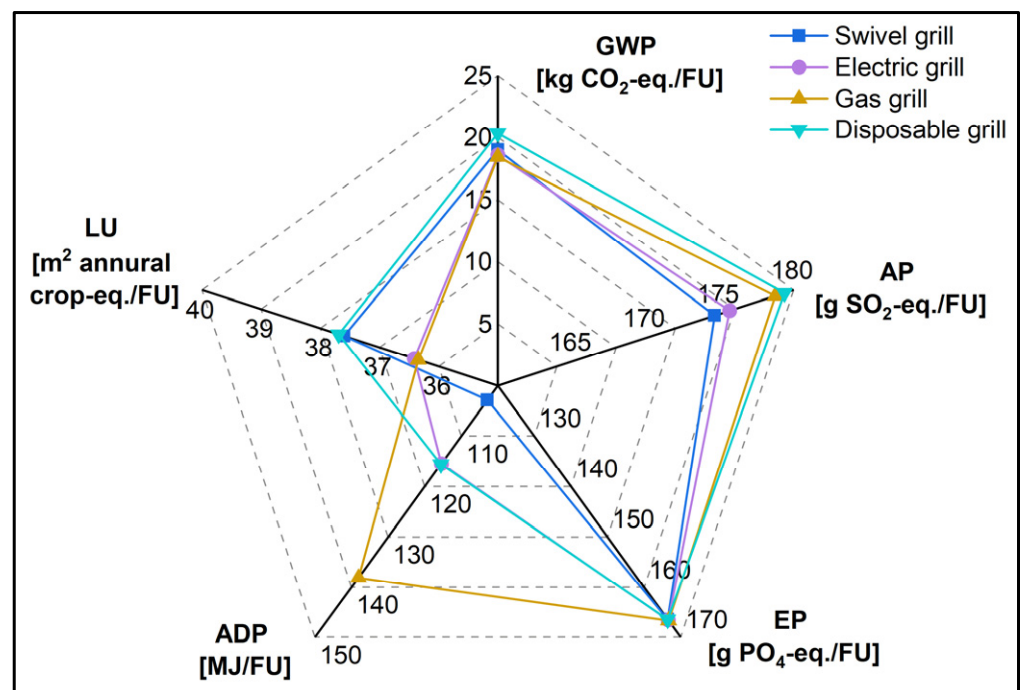 GWP
[kg CO₂-eq./FU]
Swivel grill
Electric grill
Gas grill
Disposable grill
25
20
15
10
5
AP
[g SO₂-eq./FU]
180
175
170
165
EP
[g PO₄-eq./FU]
130
140
150
160
170
ADP
[MJ/FU]
110
120
130
140
150
LU
[m² annural
crop-eq./FU]
40
39
38
37
36